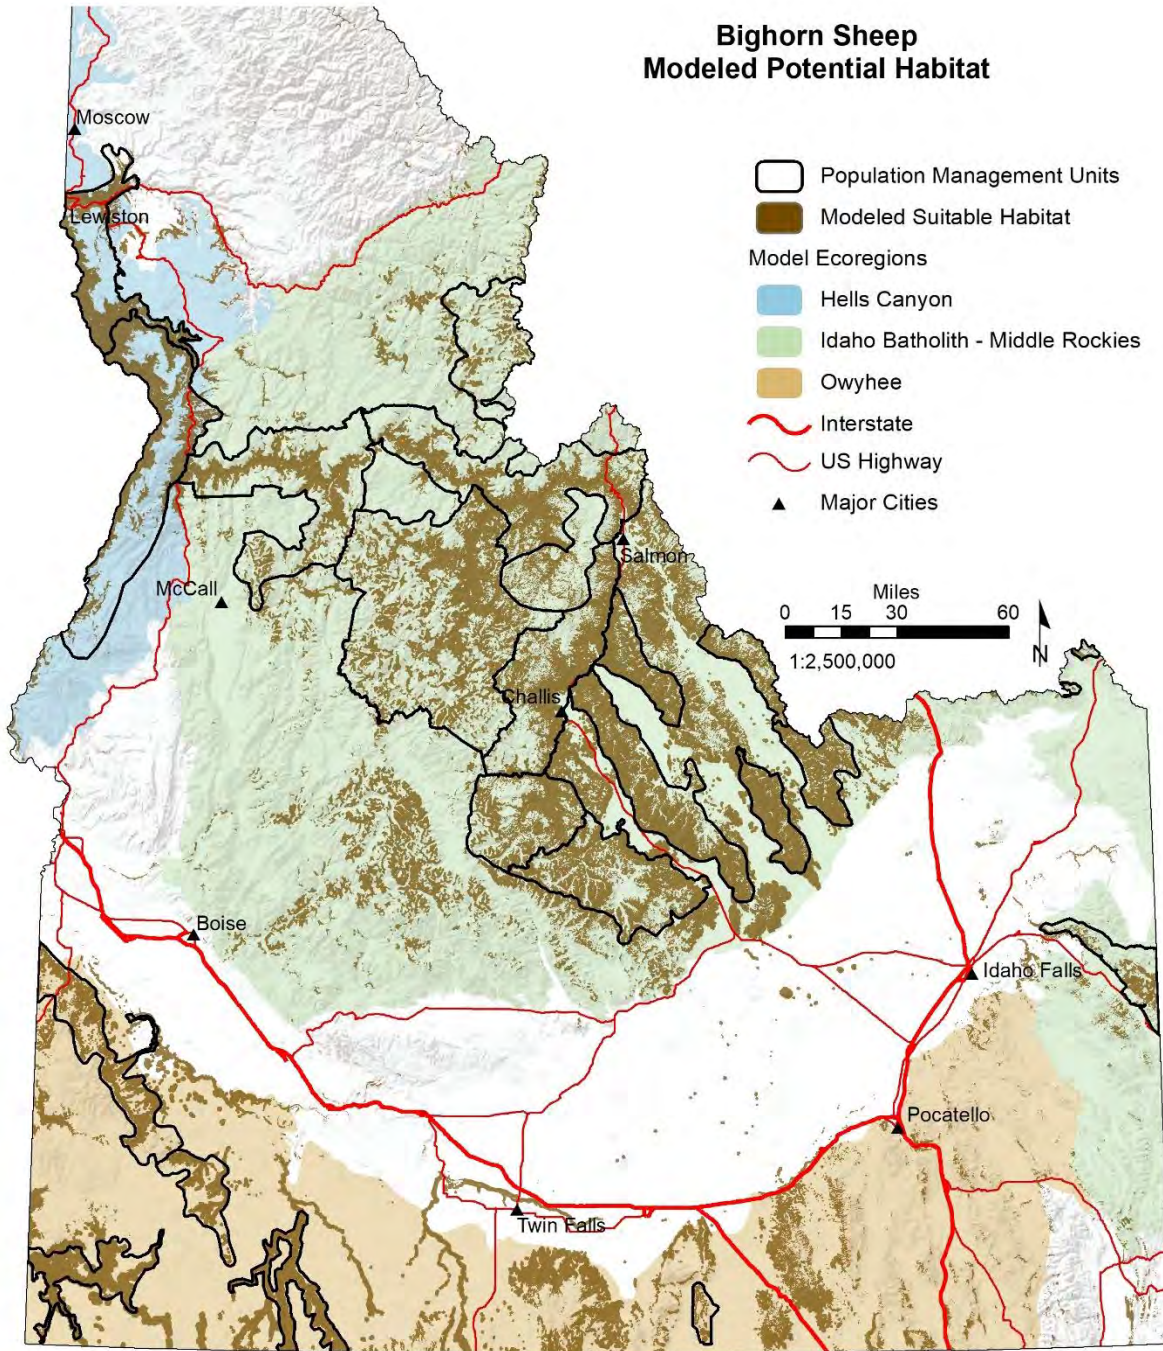 Bighorn Sheep
Modeled Potential Habitat
Population Management Units
Modeled Suitable Habitat
Model Ecoregions
Hells Canyon
Idaho Batholith - Middle Rockies
Owyhee
Interstate
US Highway
Major Cities
Moscow
Lewiston
Salmon
McCall
Miles
0 15 30 60
1:2,500,000
N
Challis
Boise
Idaho Falls
Pocatello
Twin Falls